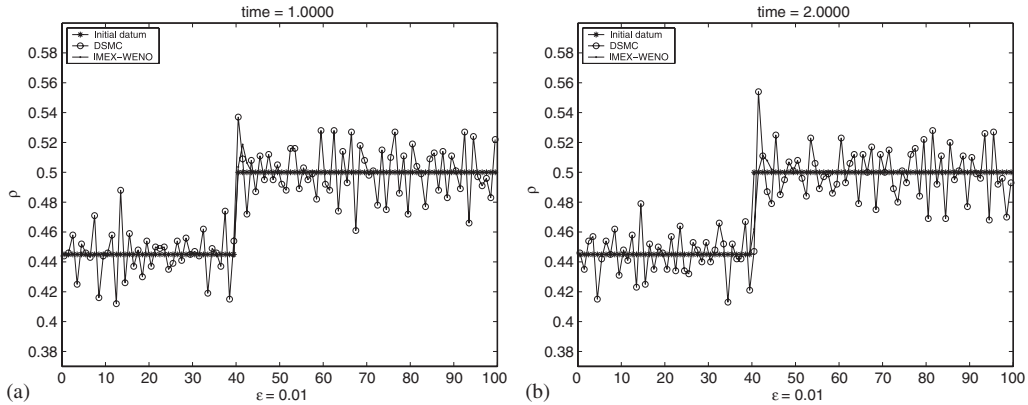 time = 1.0000
Initial datum
DSMC
IMEX−WENO
ρ
0.58
0.56
0.54
0.52
0.5
0.48
0.46
0.44
0.42
0.4
0.38
0 10 20 30 40 50 60 70 80 90 100
ε = 0.01
(a)
time = 2.0000
Initial datum
DSMC
IMEX−WENO
ρ
0.58
0.56
0.54
0.52
0.5
0.48
0.46
0.44
0.42
0.4
0.38
0 10 20 30 40 50 60 70 80 90 100
ε = 0.01
(b)